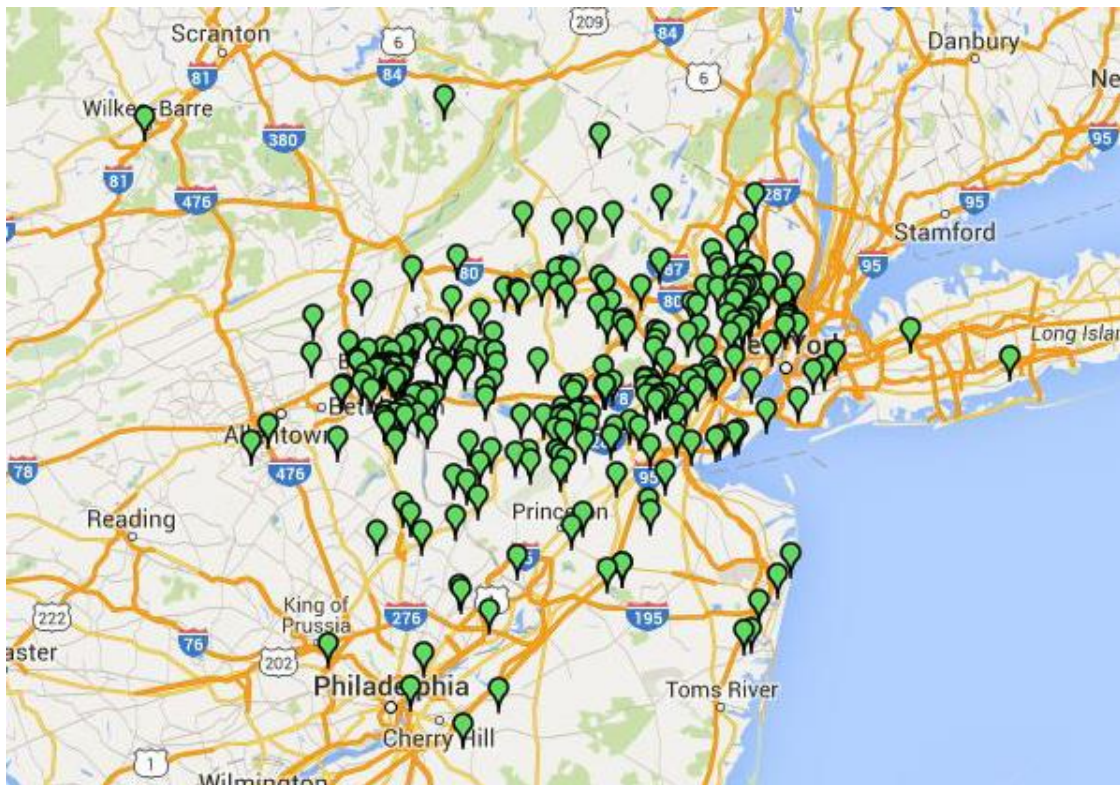 209
Scranton
6
84
84
Danbury
81
6
Ne
Wilkes-Barre
380
95
81
476
287
95
Stamford
95
80
87
80
Long Islan
New York
78
Bethlehem
Allentown
78
476
95
Princeton
Reading
King of
Prussia
222
276
195
76
aster
202
Philadelphia
Toms River
Cherry Hill
1
Wilmington